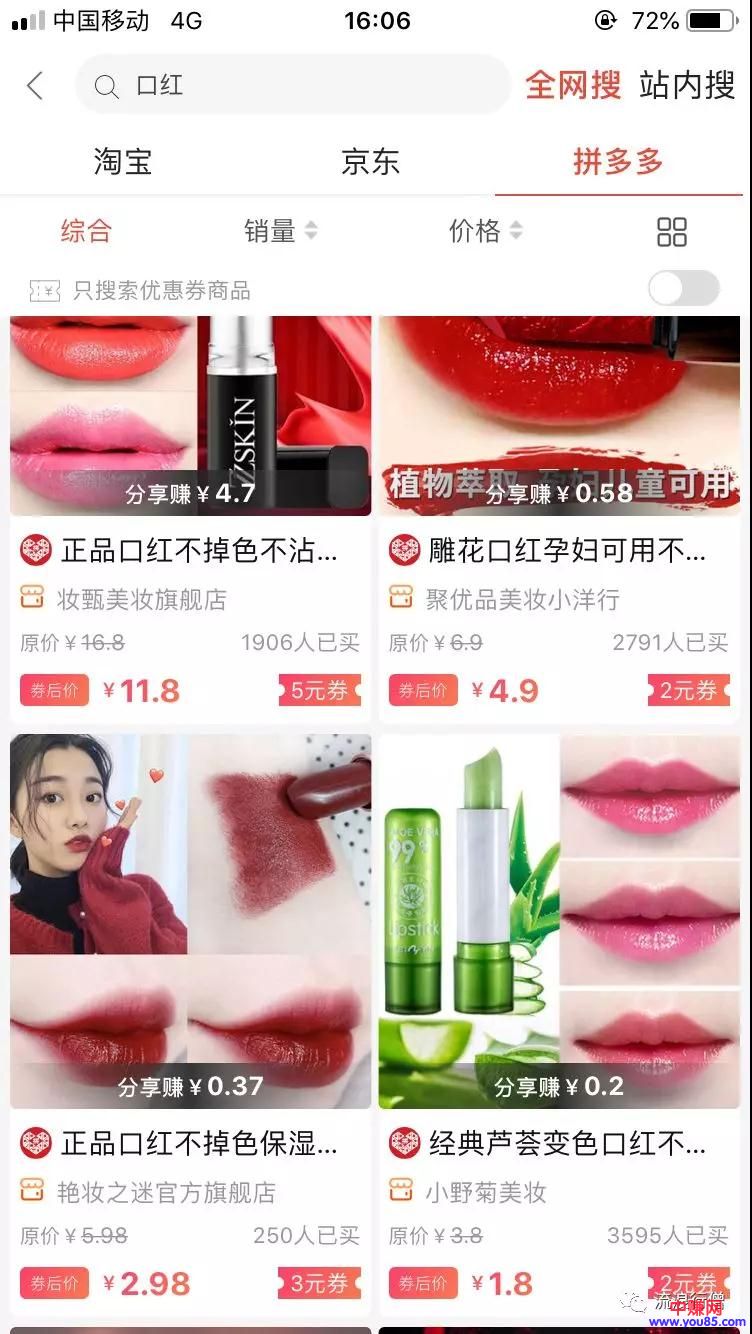 中国移动 4G 16:06 72%
口红 全网搜 站内搜
淘宝 京东 拼多多
综合 销量 价格
只搜索优惠券商品
ZSKIN
分享赚¥4.7
正品口红不掉色不沾...
妆甄美妆旗舰店
原价¥16.8 1906人已买
券后价 ¥11.8 5元券
植物萃取 孕妇儿童可用
分享赚¥0.58
雕花口红孕妇可用不...
聚优品美妆小洋行
原价¥6.9 2791人已买
券后价 ¥4.9 2元券
分享赚¥0.37
正品口红不掉色保湿...
艳妆之迷官方旗舰店
原价¥5.98 250人已买
券后价 ¥2.98 3元券
ALOE VERA
99%
Lipstick
分享赚¥0.2
经典芦荟变色口红不...
小野菊美妆
原价¥3.8 3595人已买
券后价 ¥1.8 2元券
流浪行僧
中赚网
www.you85.com